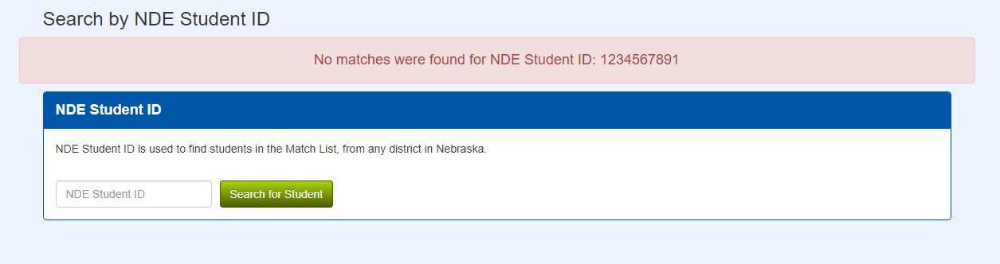 Search by NDE Student ID
No matches were found for NDE Student ID: 1234567891
NDE Student ID
NDE Student ID is used to find students in the Match List, from any district in Nebraska.
NDE Student ID Search for Student